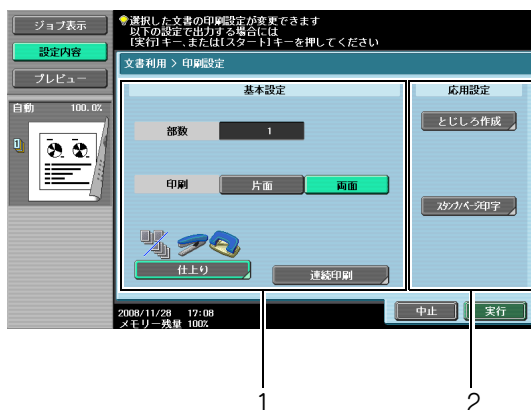 ジョブ表示
設定内容
プレビュー
自動 100.0%
選択した文書の印刷設定が変更できます
以下の設定で出力する場合には
[実行]キー、または[スタート]キーを押してください
文書利用 > 印刷設定
基本設定
部数 1
印刷 片面 両面
仕上り
連続印刷
応用設定
とじしろ作成
スタンプ/ページ印字
2008/11/28 17:08
メモリー残量 100%
中止 実行
1 2